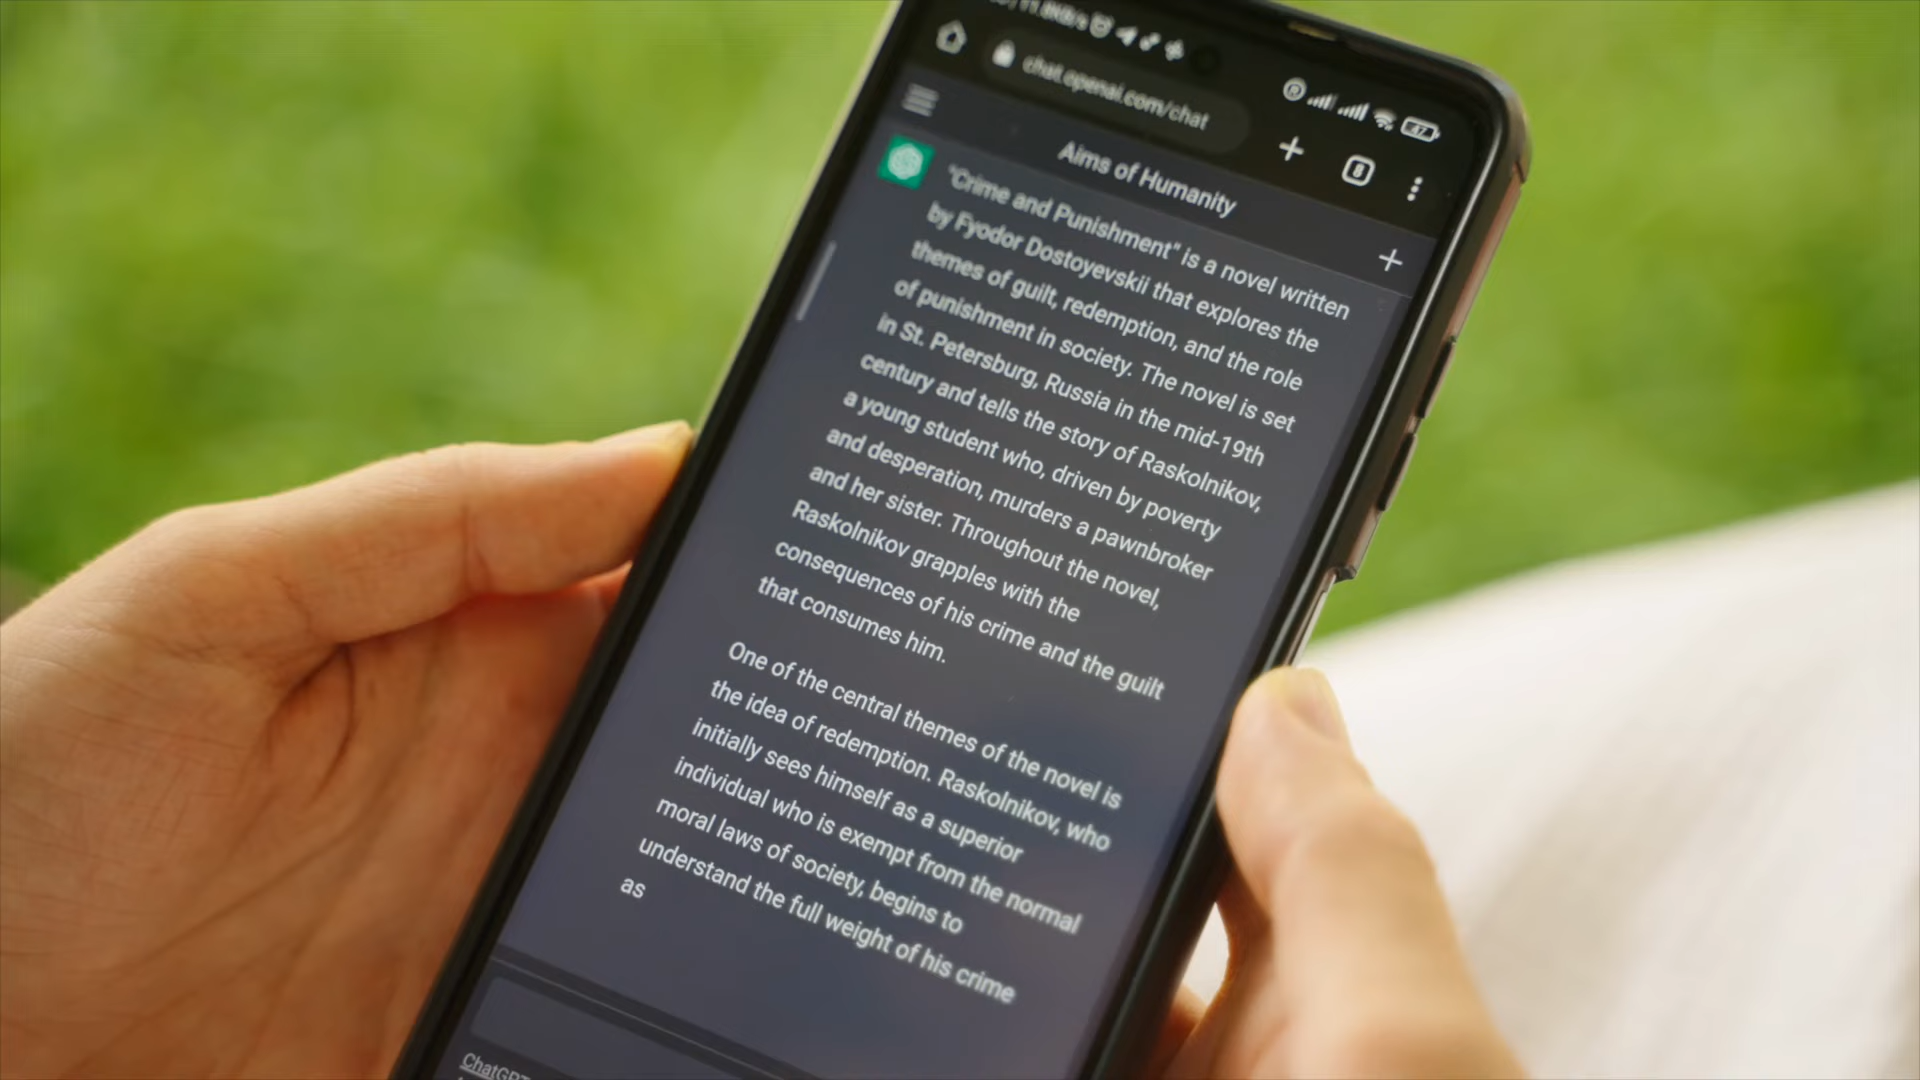 11.8KB/s
47
chat.openai.com/chat
8
Aims of Humanity
"Crime and Punishment" is a novel written
by Fyodor Dostoyevskii that explores the
themes of guilt, redemption, and the role
of punishment in society. The novel is set
in St. Petersburg, Russia in the mid-19th
century and tells the story of Raskolnikov,
a young student who, driven by poverty
and desperation, murders a pawnbroker
and her sister. Throughout the novel,
Raskolnikov grapples with the
consequences of his crime and the guilt
that consumes him.
One of the central themes of the novel is
the idea of redemption. Raskolnikov, who
initially sees himself as a superior
individual who is exempt from the normal
moral laws of society, begins to
understand the full weight of his crime
as
ChatGPT